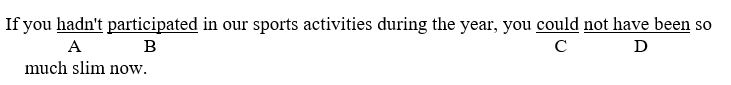 If you hadn't participated in our sports activities during the year, you could not have been so
A B C D
much slim now.